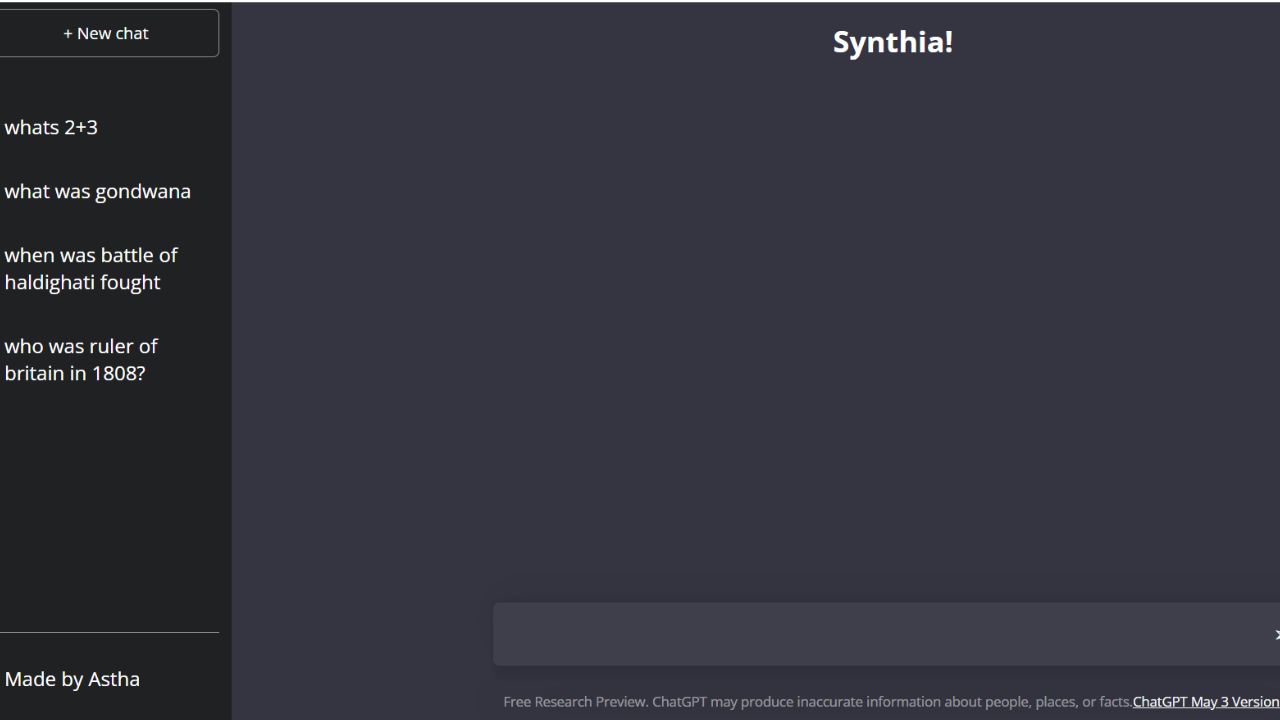 + New chat
Synthia!
whats 2+3
what was gondwana
when was battle of
haldighati fought
who was ruler of
britain in 1808?
Made by Astha
Free Research Preview. ChatGPT may produce inaccurate information about people, places, or facts.ChatGPT May 3 Version